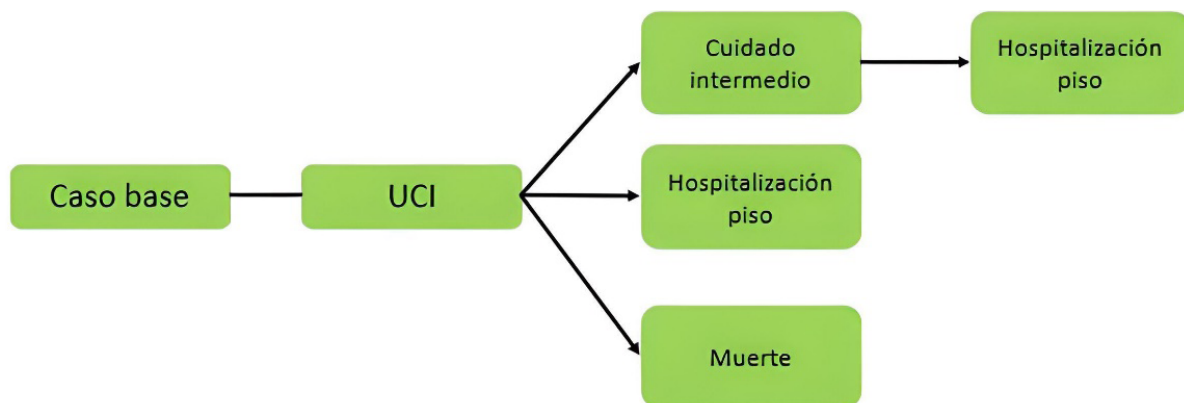 Cuidado
intermedio
Hospitalización
piso
Caso base
UCI
Hospitalización
piso
Muerte